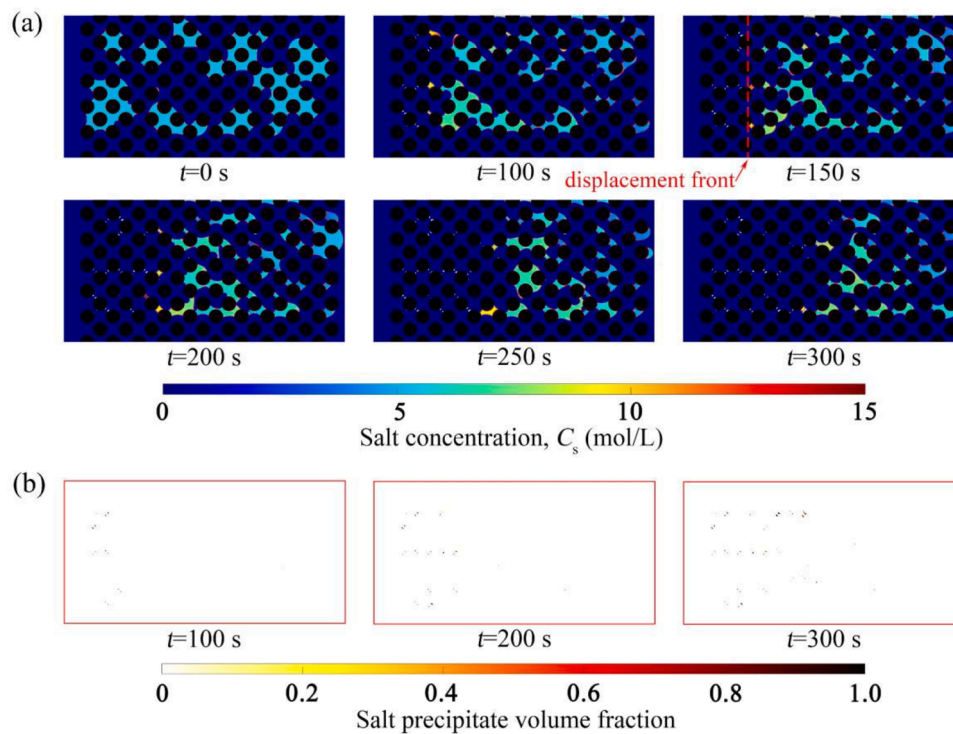 (a)
t=0 s
t=100 s
t=150 s
displacement front
t=200 s
t=250 s
t=300 s
0 5 10 15
Salt concentration, Cs (mol/L)
(b)
t=100 s
t=200 s
t=300 s
0 0.2 0.4 0.6 0.8 1.0
Salt precipitate volume fraction